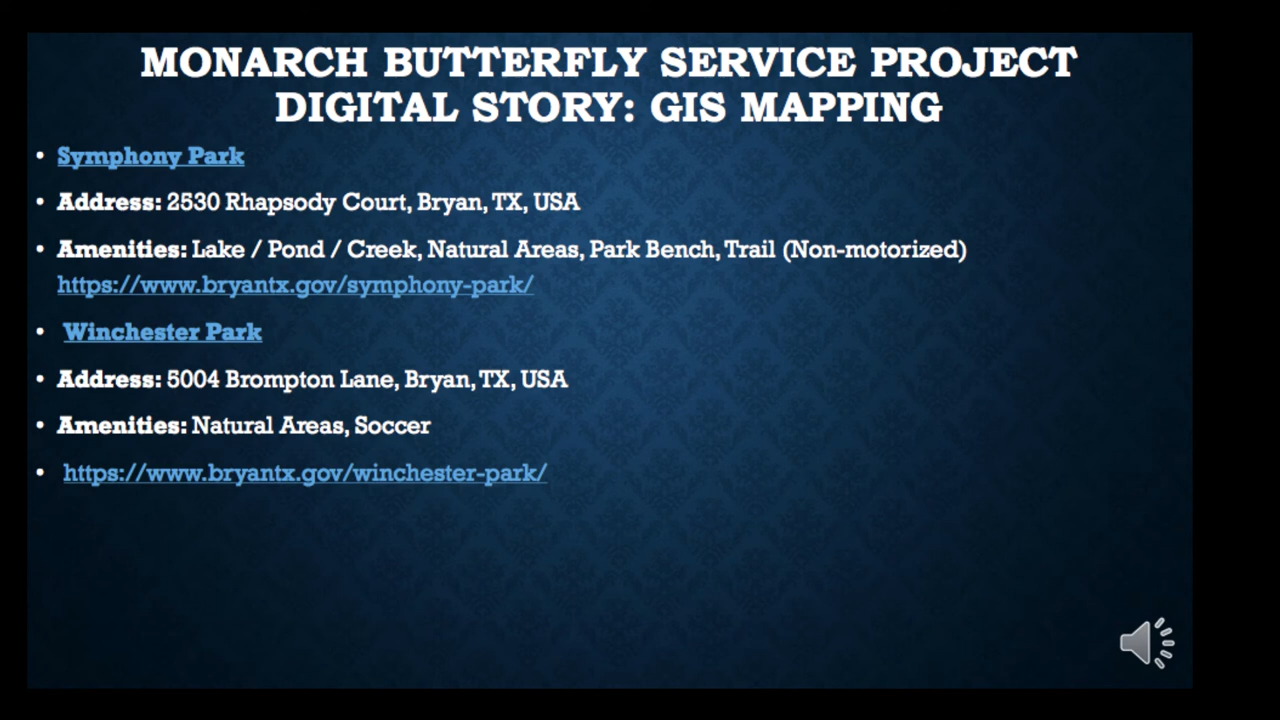 MONARCH BUTTERFLY SERVICE PROJECT
DIGITAL STORY: GIS MAPPING
• Symphony Park
• Address: 2530 Rhapsody Court, Bryan, TX, USA
• Amenities: Lake / Pond / Creek, Natural Areas, Park Bench, Trail (Non-motorized)
https://www.bryantx.gov/symphony-park/
• Winchester Park
• Address: 5004 Brompton Lane, Bryan, TX, USA
• Amenities: Natural Areas, Soccer
• https://www.bryantx.gov/winchester-park/